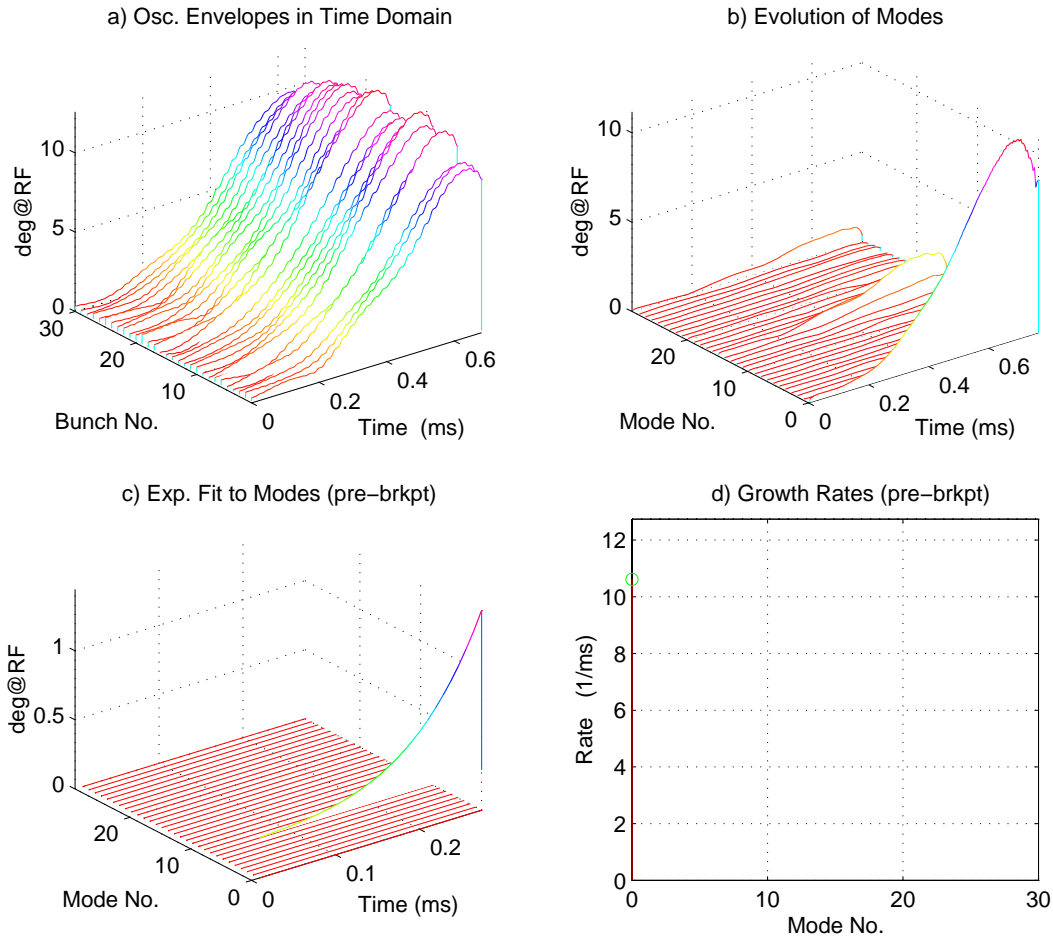 a) Osc. Envelopes in Time Domain
deg@RF
10
5
0
30
20
10
0
0.2
0.4
0.6
Bunch No.
Time (ms)
b) Evolution of Modes
deg@RF
10
5
0
20
10
0
0
0.2
0.4
0.6
Mode No.
Time (ms)
c) Exp. Fit to Modes (pre−brkpt)
deg@RF
1
0.5
0
20
10
0
0
0.1
0.2
Mode No.
Time (ms)
d) Growth Rates (pre−brkpt)
Rate (1/ms)
12
10
8
6
4
2
0
0
10
20
30
Mode No.